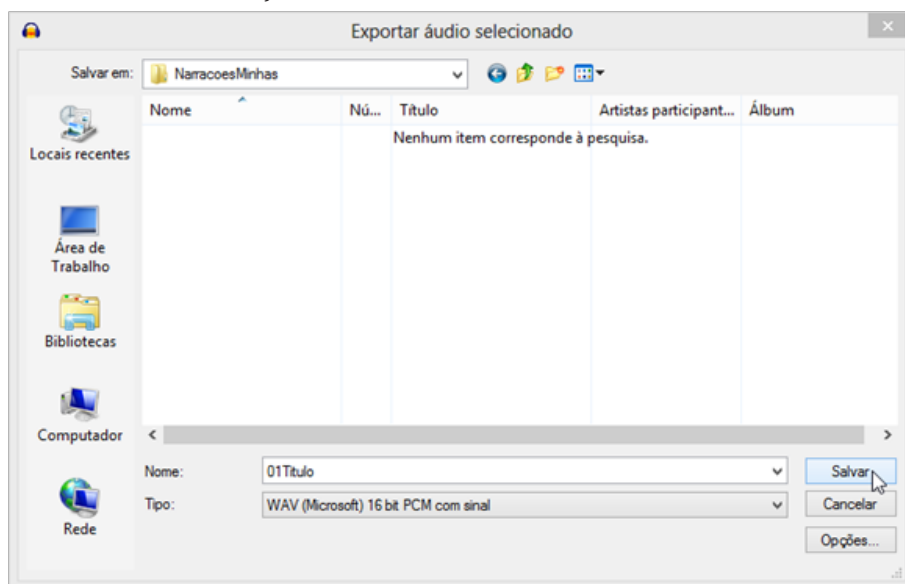 Exportar áudio selecionado
Salvar em: NarracoesMinhas
Nome Nú... Título Artistas participant... Álbum
Nenhum item corresponde à pesquisa.
Locais recentes
Área de
Trabalho
Bibliotecas
Computador
Rede
Nome: 01Titulo Salvar
Tipo: WAV (Microsoft) 16 bit PCM com sinal Cancelar
Opções...